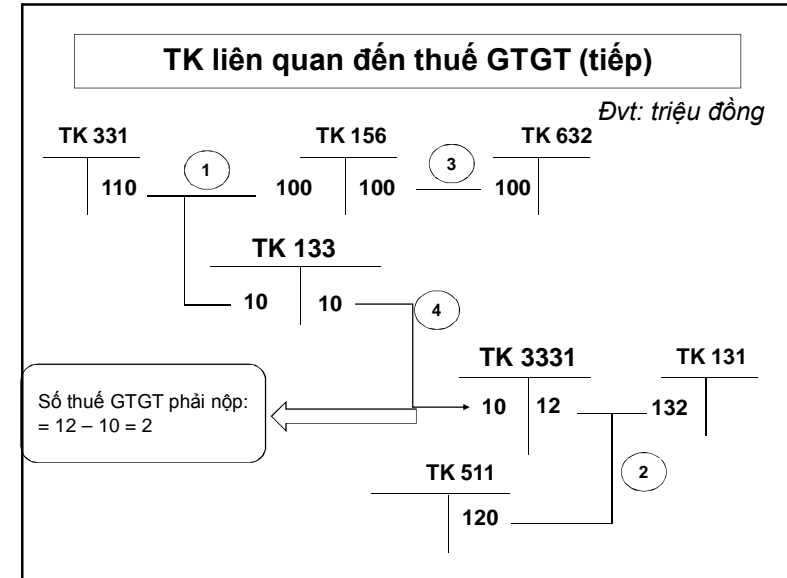 TK liên quan đến thuế GTGT (tiếp)
Đvt: triệu đồng
TK 331 TK 156 TK 632
1 3
110 100 100 100
TK 133
10 10 4
TK 3331 TK 131
Số thuế GTGT phải nộp:
= 12 – 10 = 2
10 12 132
TK 511 2
120